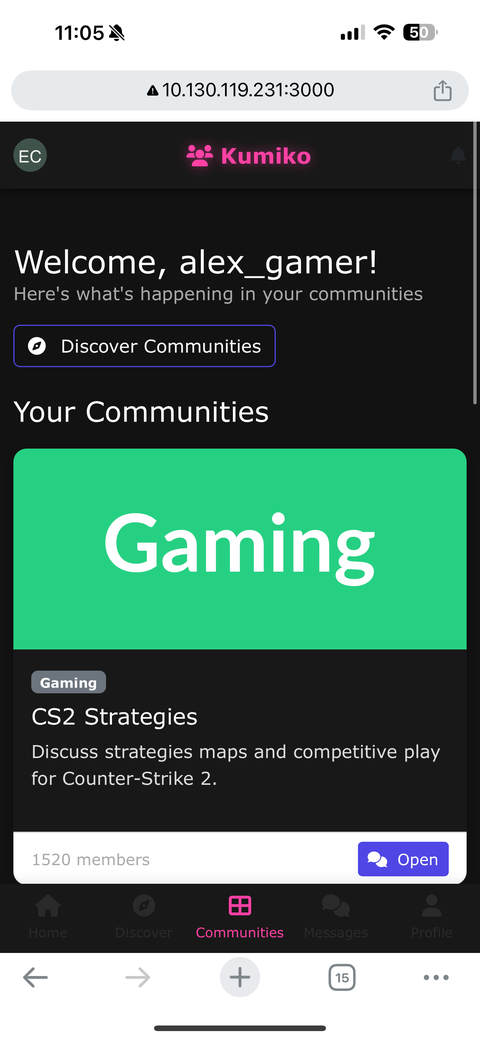 11:05
50
10.130.119.231:3000
EC
Kumiko
Welcome, alex_gamer!
Here's what's happening in your communities
Discover Communities
Your Communities
Gaming
Gaming
CS2 Strategies
Discuss strategies maps and competitive play
for Counter-Strike 2.
1520 members
Open
Home Discover Communities Messages Profile
15